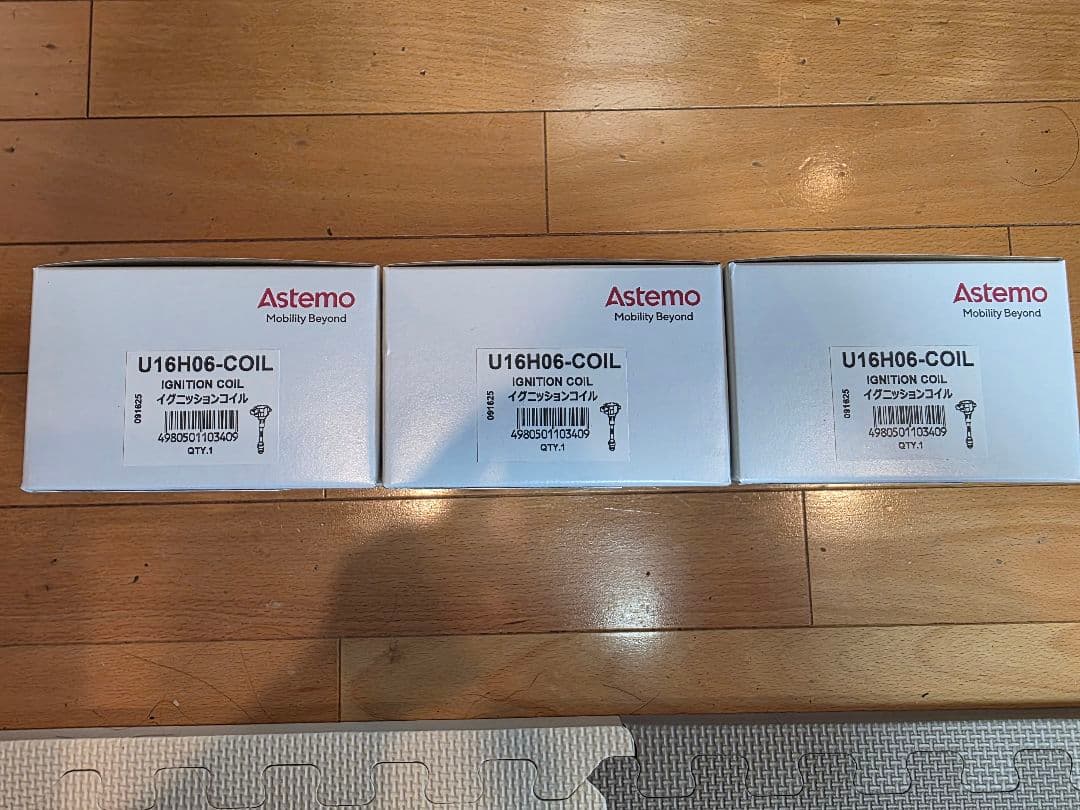 Astemo
Mobility Beyond
U16H06-COIL
IGNITION COIL
イグニッションコイル
091625
4980501103409
QTY.1
Astemo
Mobility Beyond
U16H06-COIL
IGNITION COIL
イグニッションコイル
091625
4980501103409
QTY.1
Astemo
Mobility Beyond
U16H06-COIL
IGNITION COIL
イグニッションコイル
091625
4980501103409
QTY.1